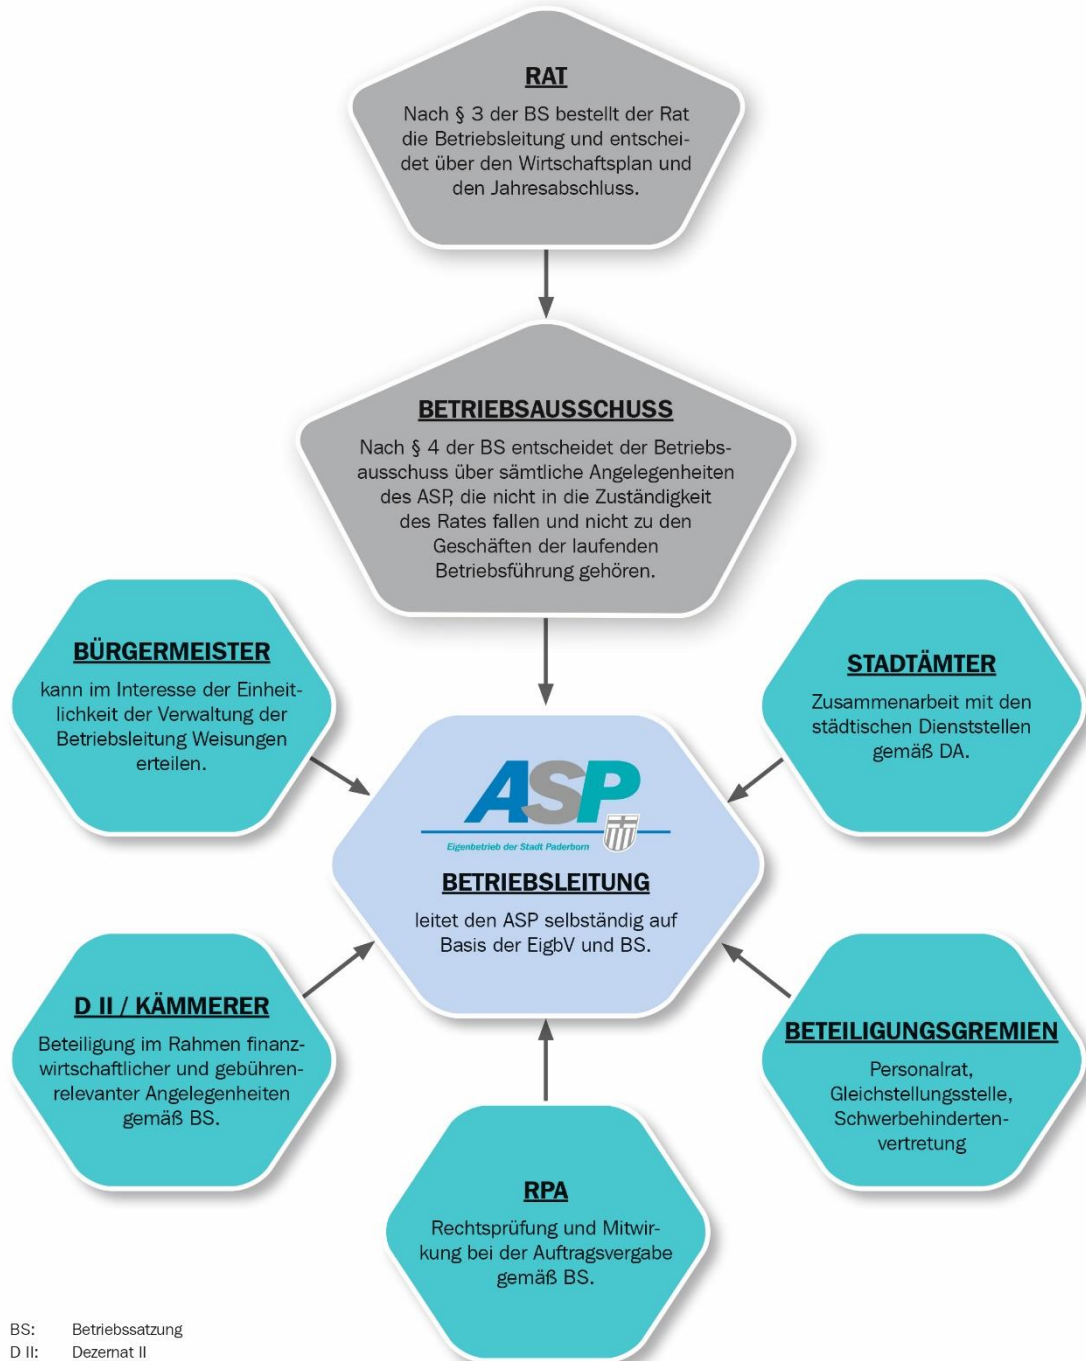 RAT
Nach § 3 der BS bestellt der Rat
die Betriebsleitung und entschei-
det über den Wirtschaftsplan und
den Jahresabschluss.
BETRIEBSAUSSCHUSS
Nach § 4 der BS entscheidet der Betriebs-
ausschuss über sämtliche Angelegenheiten
des ASP, die nicht in die Zuständigkeit
des Rates fallen und nicht zu den
Geschäften der laufenden
Betriebsführung gehören.
BÜRGERMEISTER
kann im Interesse der Einheit-
lichkeit der Verwaltung der
Betriebsleitung Weisungen
erteilen.
STADTÄMTER
Zusammenarbeit mit den
städtischen Dienststellen
gemäß DA.
ASP
Eigenbetrieb der Stadt Paderborn
BETRIEBSLEITUNG
leitet den ASP selbständig auf
Basis der EigbV und BS.
D II / KÄMMERER
Beteiligung im Rahmen finanz-
wirtschaftlicher und gebühren-
relevanter Angelegenheiten
gemäß BS.
BETEILIGUNGSGREMIEN
Personalrat,
Gleichstellungsstelle,
Schwerbehinderten-
vertretung
RPA
Rechtsprüfung und Mitwir-
kung bei der Auftragsvergabe
gemäß BS.
BS: Betriebssatzung
D II: Dezernat II